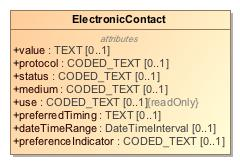 ElectronicContact
attributes
+value : TEXT [0..1]
+protocol : CODED_TEXT [0..1]
+status : CODED_TEXT [0..1]
+medium : CODED_TEXT [0..1]
+use : CODED_TEXT [0..1]{readOnly}
+preferredTiming : TEXT [0..1]
+dateTimeRange : DateTimeInterval [0..1]
+preferenceIndicator : CODED_TEXT [0..1]